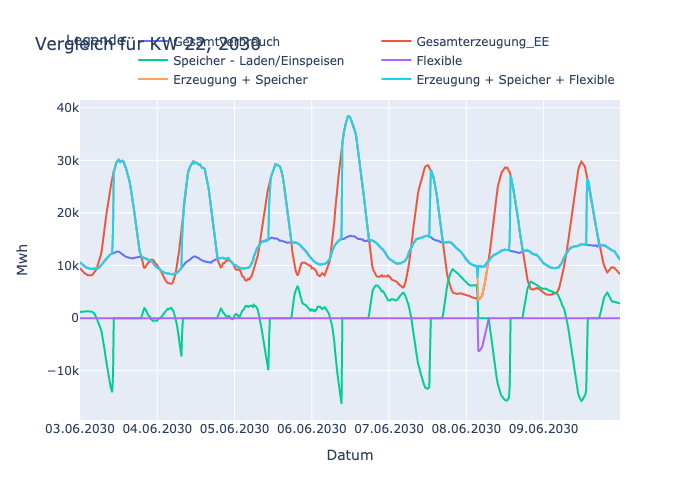 Vergleich für KW 22, 2030
Legende
Gesamtverbrauch
Gesamterzeugung_EE
Speicher - Laden/Einspeisen
Flexible
Erzeugung + Speicher
Erzeugung + Speicher + Flexible
40k
30k
20k
10k
0
−10k
Mwh
03.06.2030 04.06.2030 05.06.2030 06.06.2030 07.06.2030 08.06.2030 09.06.2030
Datum